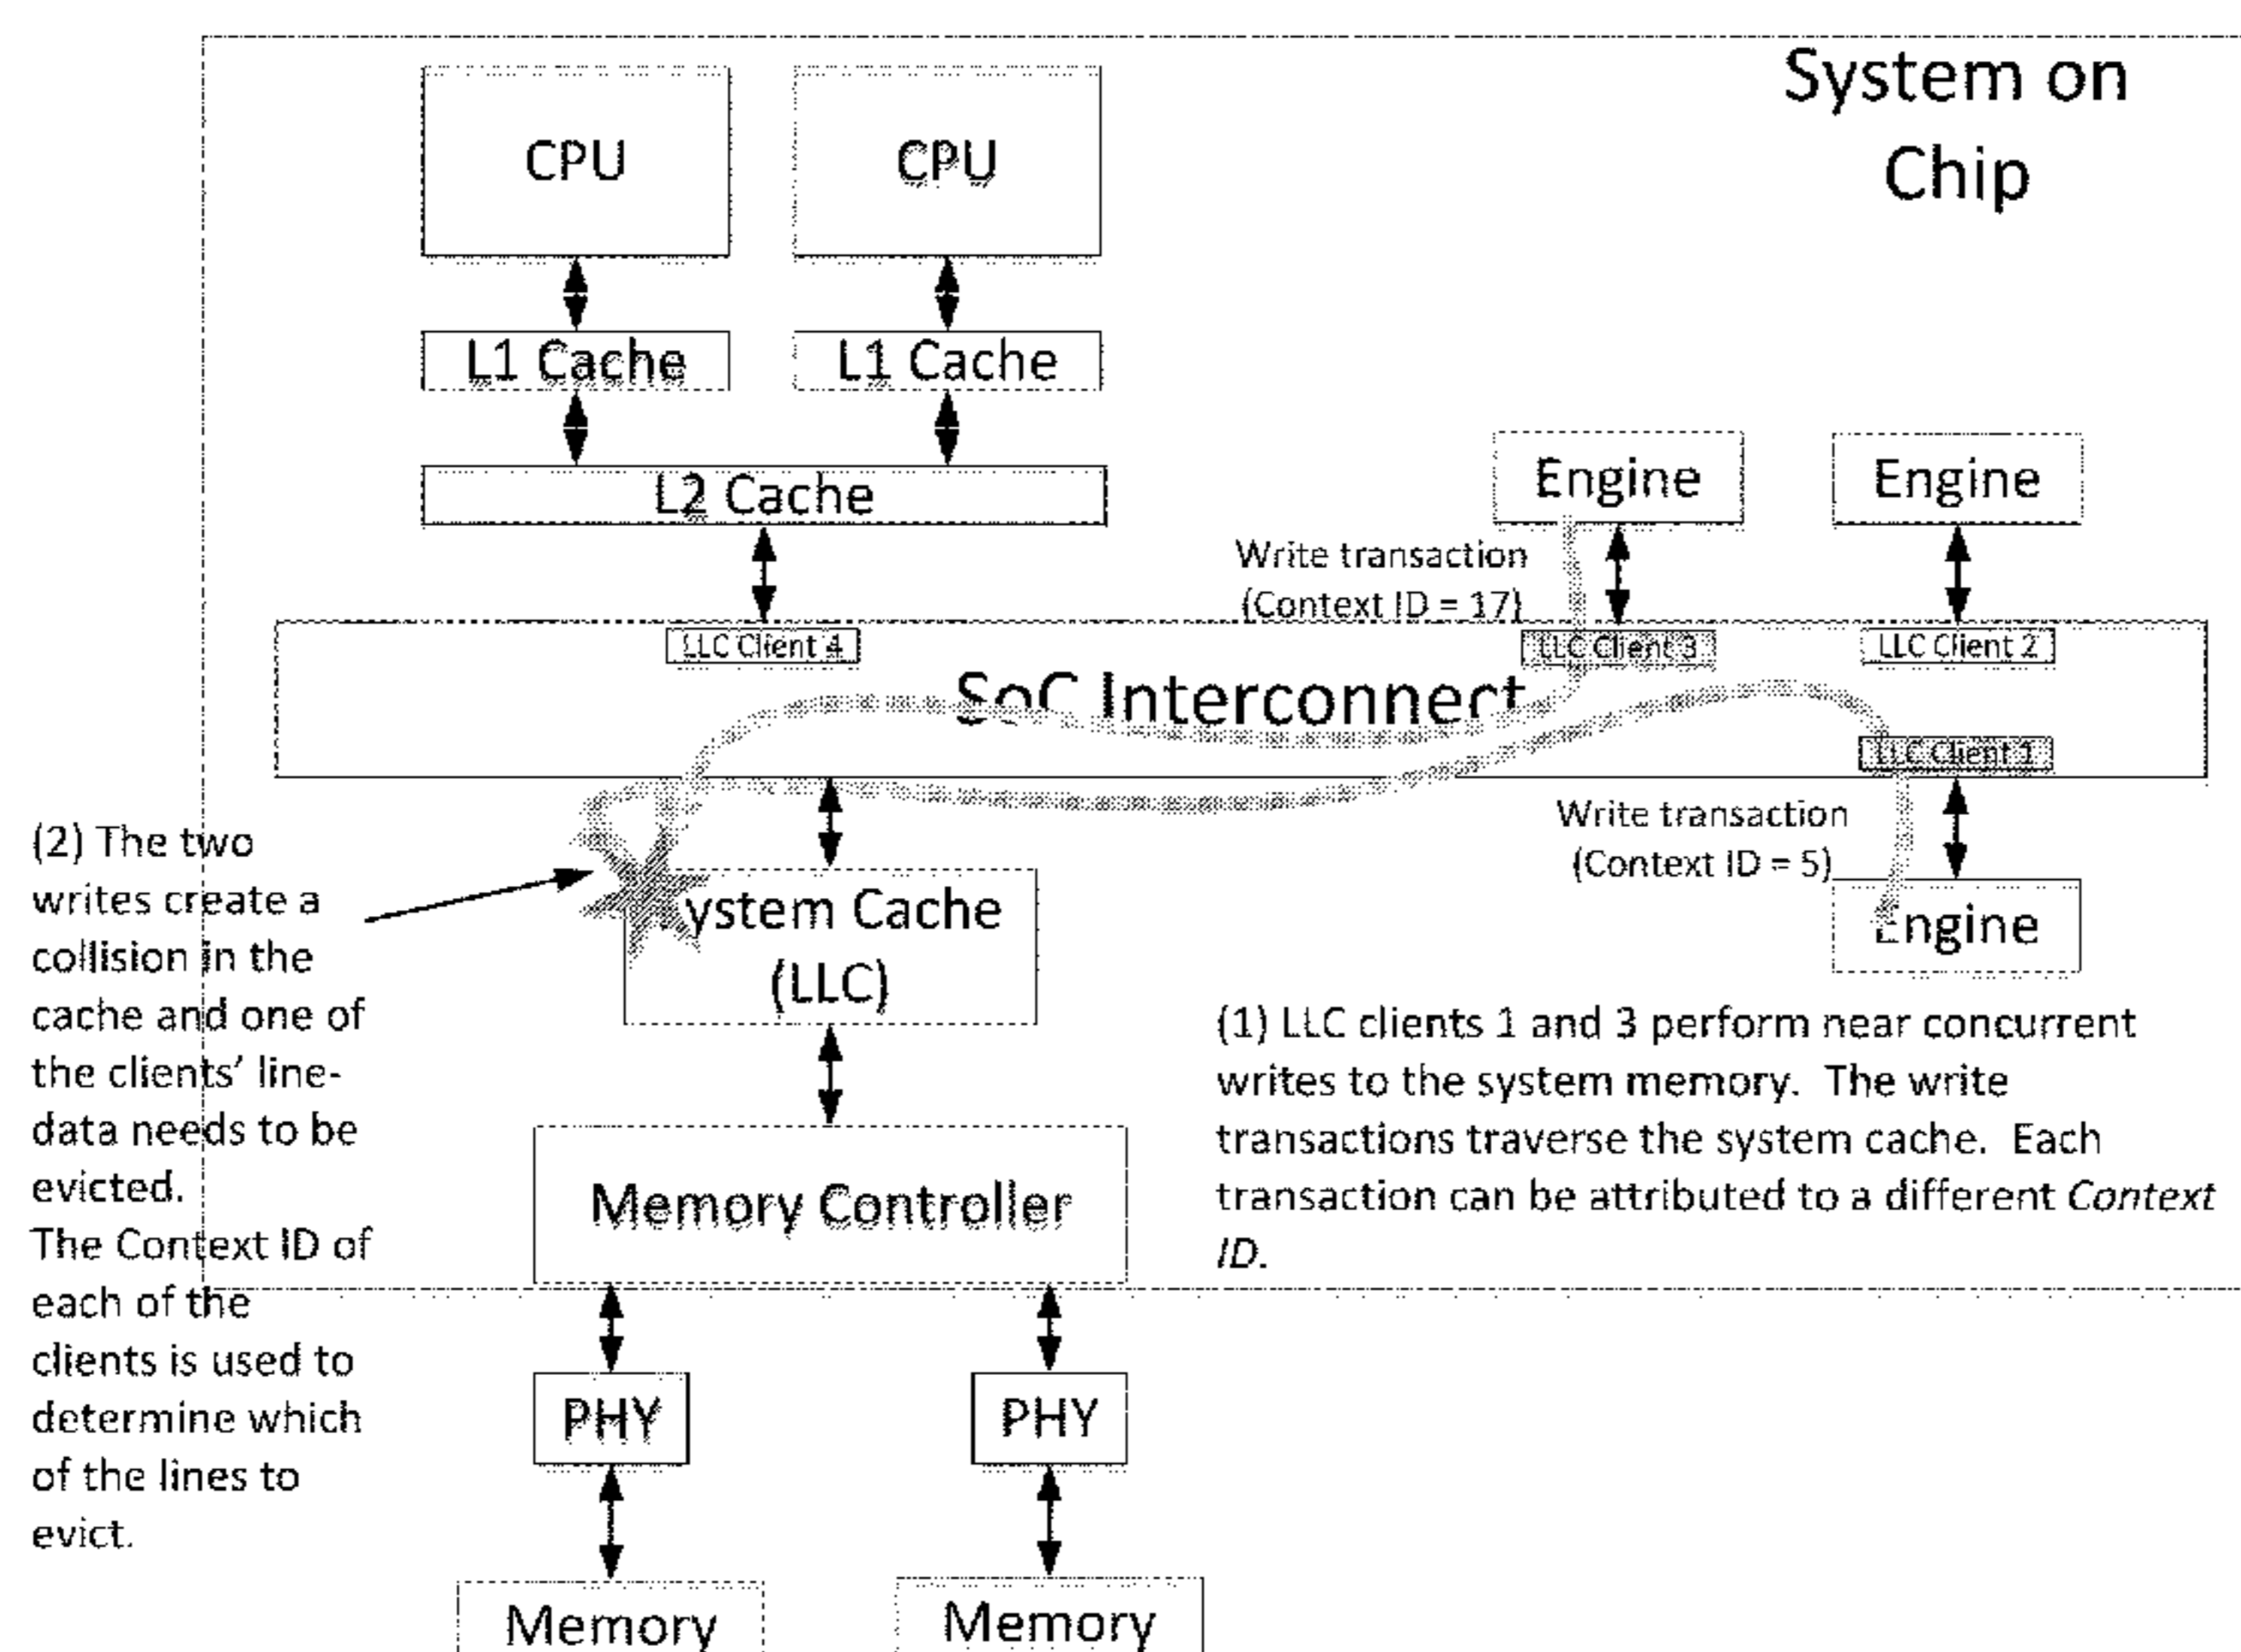 System on
Chip
CPU
CPU
L1 Cache
L1 Cache
L2 Cache
Engine
Engine
Write transaction
(Context ID = 17)
LLC Client 4
LLC Client 3
LLC Client 2
SoC Interconnect
LLC Client 1
Write transaction
(Context ID = 5)
Engine
(2) The two
writes create a
collision in the
cache and one of
the clients' line-
data needs to be
evicted.
The Context ID of
each of the
clients is used to
determine which
of the lines to
evict.
ystem Cache
(LLC)
(1) LLC clients 1 and 3 perform near concurrent
writes to the system memory. The write
transactions traverse the system cache. Each
transaction can be attributed to a different Context
ID.
Memory Controller
PHY
PHY
Memory
Memory